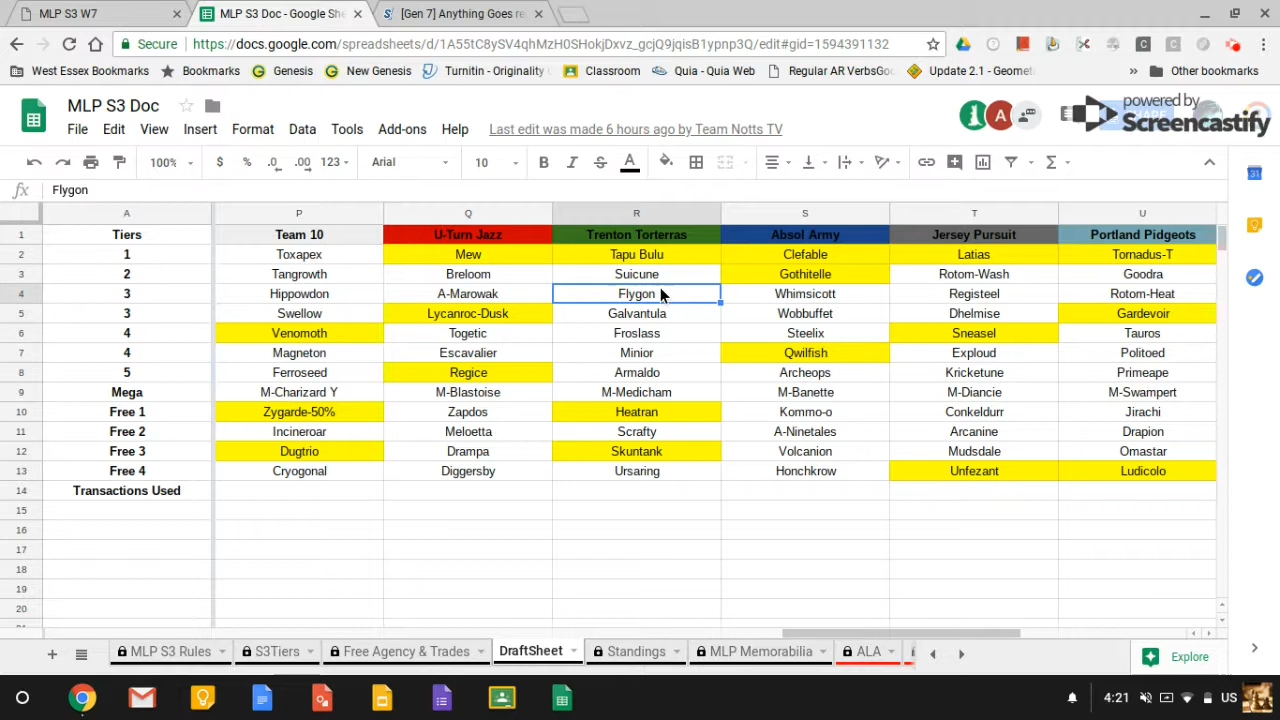 MLP S3 W7
MLP S3 Doc - Google She
[Gen 7] Anything Goes re
Secure https://docs.google.com/spreadsheets/d/1A55tC8ySV4qhMzH0SHokjDxvz_gcjQ9jqisB1ypnp3Q/edit#gid=1594391132
West Essex Bookmarks Bookmarks Genesis New Genesis Turnitin - Originality Classroom Quia - Quia Web Regular AR VerbsGoo Update 2.1 - Geome » Other bookmarks
MLP S3 Doc
powered by
Screencastify
File Edit View Insert Format Data Tools Add-ons Help Last edit was made 6 hours ago by Team Notts TV
100% $ % .0 .00 123 Arial 10 B I S A Σ
fx Flygon
A P Q R S T U
1 Tiers Team 10 U-Turn Jazz Trenton Torterras Absol Army Jersey Pursuit Portland Pidgeots
2 1 Toxapex Mew Tapu Bulu Clefable Latias Tornadus-T
3 2 Tangrowth Breloom Suicune Gothitelle Rotom-Wash Goodra
4 3 Hippowdon A-Marowak Flygon Whimsicott Registeel Rotom-Heat
5 3 Swellow Lycanroc-Dusk Galvantula Wobbuffet Dhelmise Gardevoir
6 4 Venomoth Togetic Froslass Steelix Sneasel Tauros
7 4 Magneton Escavalier Minior Qwilfish Exploud Politoed
8 5 Ferroseed Regice Armaldo Archeops Kricketune Primeape
9 Mega M-Charizard Y M-Blastoise M-Medicham M-Banette M-Diancie M-Swampert
10 Free 1 Zygarde-50% Zapdos Heatran Kommo-o Conkeldurr Jirachi
11 Free 2 Incineroar Meloetta Scrafty A-Ninetales Arcanine Drapion
12 Free 3 Dugtrio Drampa Skuntank Volcanion Mudsdale Omastar
13 Free 4 Cryogonal Diggersby Ursaring Honchkrow Unfezant Ludicolo
14 Transactions Used
15
16
17
18
19
20
MLP S3 Rules S3Tiers Free Agency & Trades DraftSheet Standings MLP Memorabilia ALA Explore
4:21 US